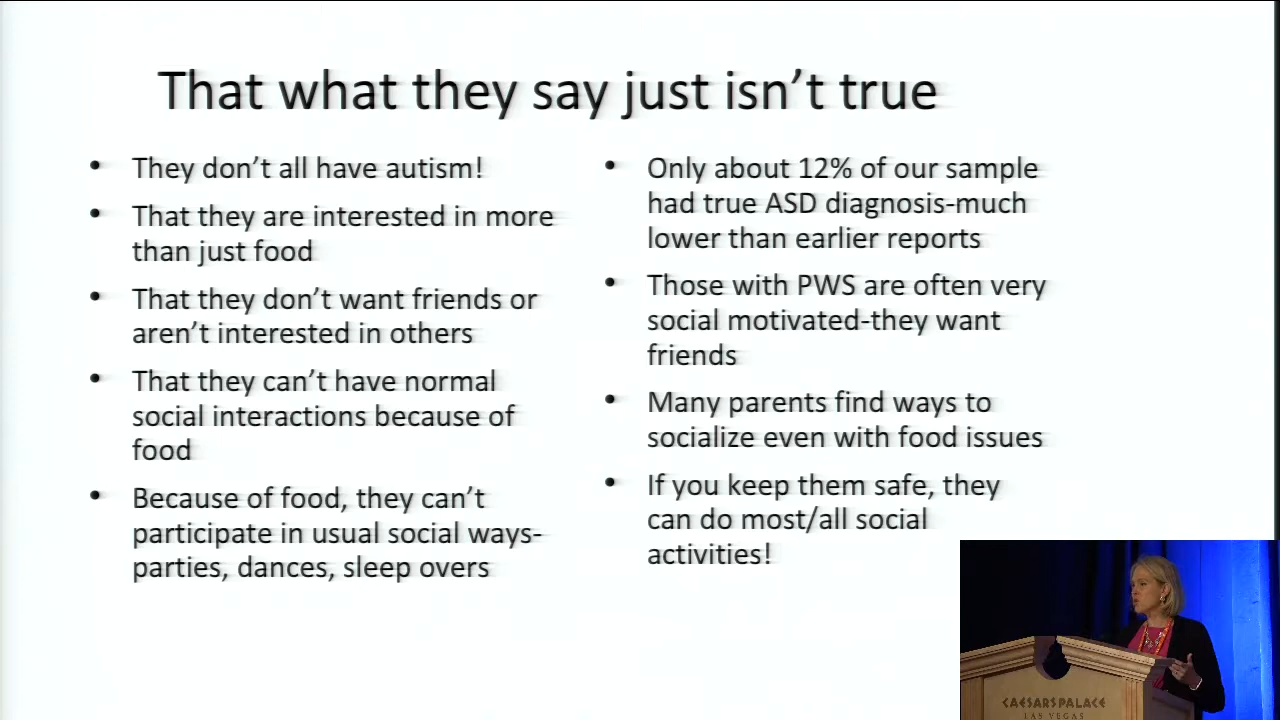 That what they say just isn't true
• They don't all have autism!
• That they are interested in more
than just food
• That they don't want friends or
aren't interested in others
• That they can't have normal
social interactions because of
food
• Because of food, they can't
participate in usual social ways-
parties, dances, sleep overs
• Only about 12% of our sample
had true ASD diagnosis-much
lower than earlier reports
• Those with PWS are often very
social motivated-they want
friends
• Many parents find ways to
socialize even with food issues
• If you keep them safe, they
can do most/all social
activities!
CAESARS PALACE
LAS VEGAS